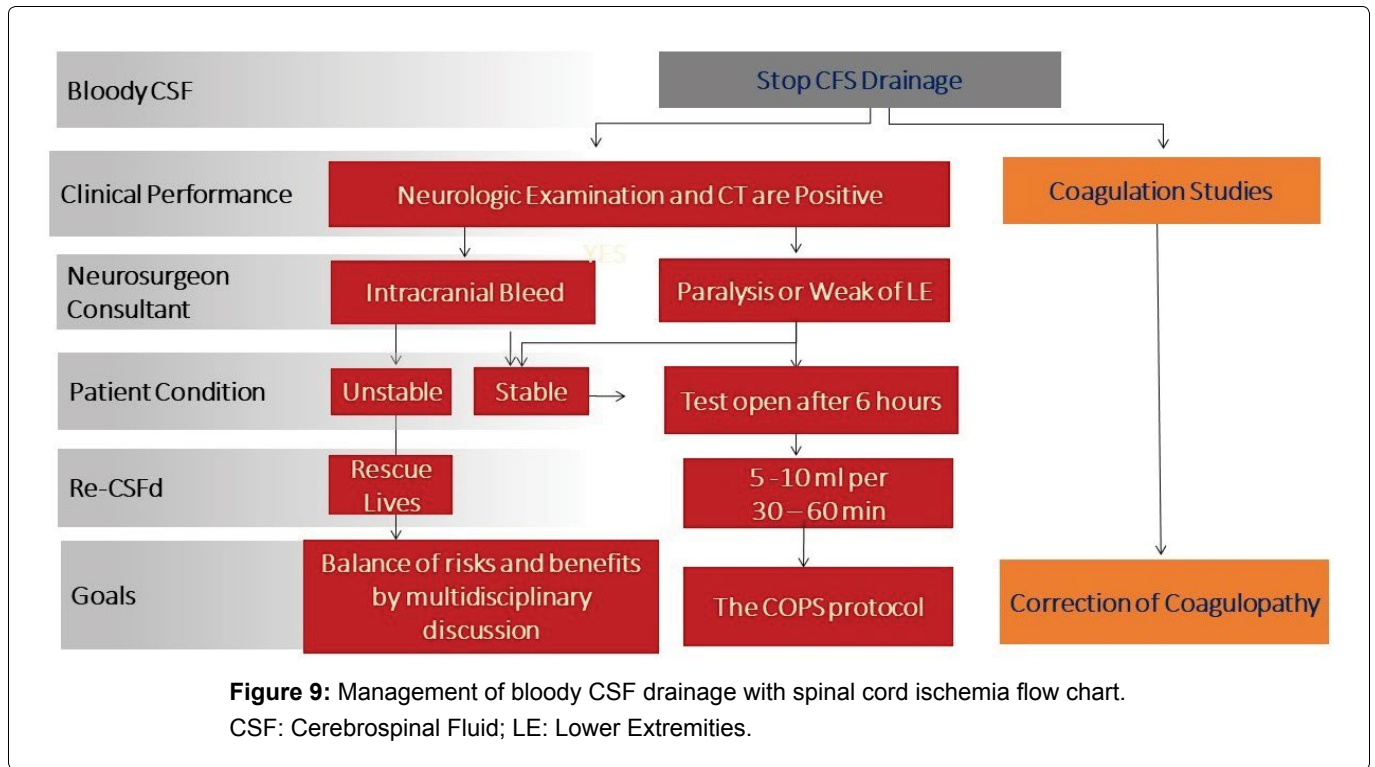 Bloody CSF
Stop CFS Drainage
Clinical Performance
Neurologic Examination and CT are Positive
Coagulation Studies
YES
Neurosurgeon
Consultant
Intracranial Bleed
Paralysis or Weak of LE
Patient Condition
Unstable
Stable
Test open after 6 hours
Re-CSFd
Rescue
Lives
5 -10 ml per
30 – 60 min
Goals
Balance of risks and benefits
by multidisciplinary
discussion
The COPS protocol
Correction of Coagulopathy
Figure 9: Management of bloody CSF drainage with spinal cord ischemia flow chart.
CSF: Cerebrospinal Fluid; LE: Lower Extremities.